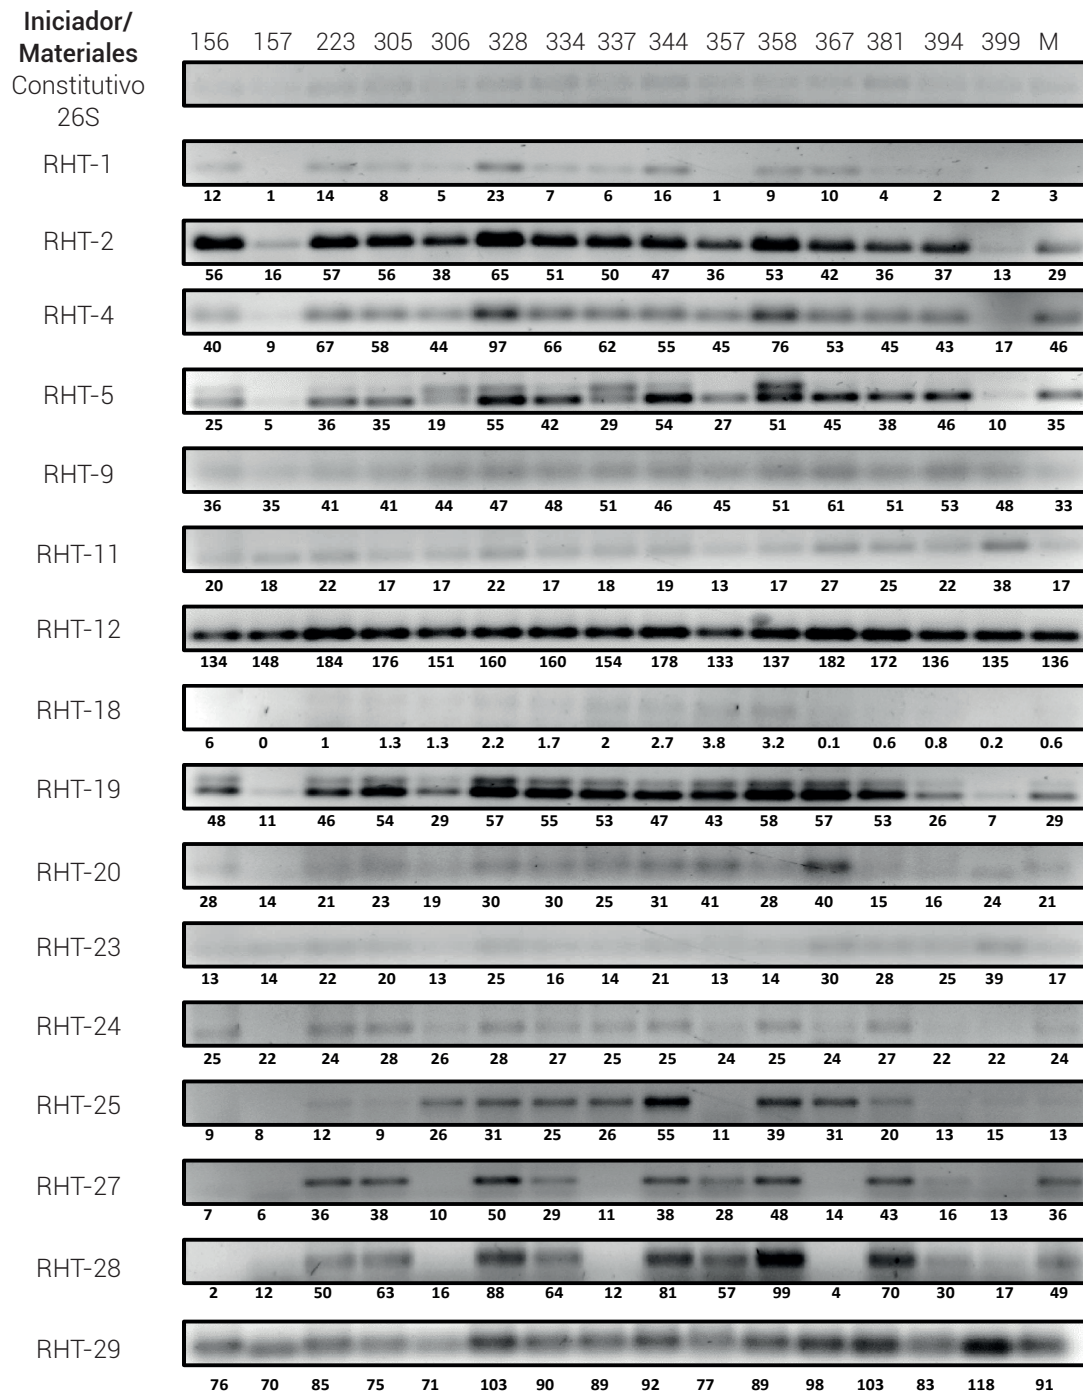 Iniciador/
Materiales
156 157 223 305 306 328 334 337 344 357 358 367 381 394 399 M
Constitutivo
26S
RHT-1
12 1 14 8 5 23 7 6 16 1 9 10 4 2 2 3
RHT-2
56 16 57 56 38 65 51 50 47 36 53 42 36 37 13 29
RHT-4
40 9 67 58 44 97 66 62 55 45 76 53 45 43 17 46
RHT-5
25 5 36 35 19 55 42 29 54 27 51 45 38 46 10 35
RHT-9
36 35 41 41 44 47 48 51 46 45 51 61 51 53 48 33
RHT-11
20 18 22 17 17 22 17 18 19 13 17 27 25 22 38 17
RHT-12
134 148 184 176 151 160 160 154 178 133 137 182 172 136 135 136
RHT-18
6 0 1 1.3 1.3 2.2 1.7 2 2.7 3.8 3.2 0.1 0.6 0.8 0.2 0.6
RHT-19
48 11 46 54 29 57 55 53 47 43 58 57 53 26 7 29
RHT-20
28 14 21 23 19 30 30 25 31 41 28 40 15 16 24 21
RHT-23
13 14 22 20 13 25 16 14 21 13 14 30 28 25 39 17
RHT-24
25 22 24 28 26 28 27 25 25 24 25 24 27 22 22 24
RHT-25
9 8 12 9 26 31 25 26 55 11 39 31 20 13 15 13
RHT-27
7 6 36 38 10 50 29 11 38 28 48 14 43 16 13 36
RHT-28
2 12 50 63 16 88 64 12 81 57 99 4 70 30 17 49
RHT-29
76 70 85 75 71 103 90 89 92 77 89 98 103 83 118 91